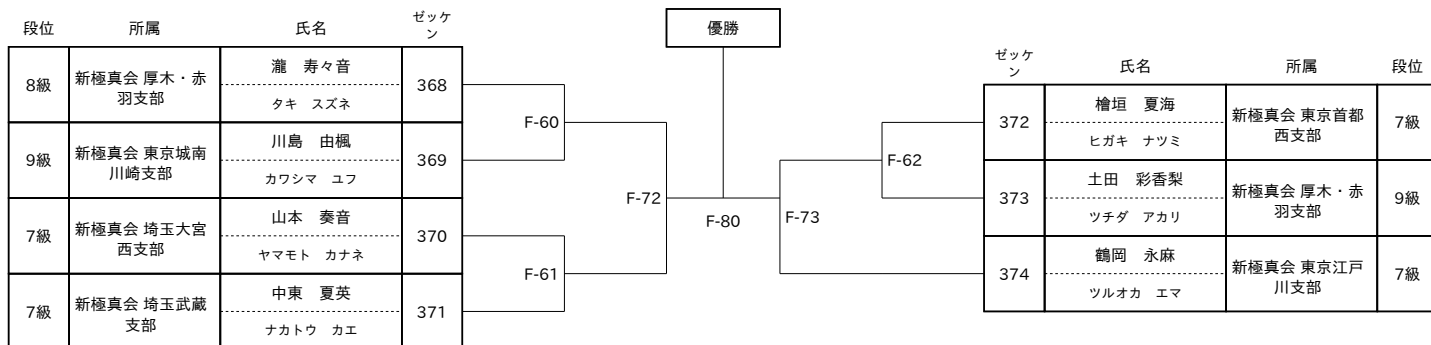 優勝
段位
所属
氏名
ゼッケ
ン
8級
新極真会 厚木・赤
羽支部
瀧　寿々音
タキ　スズネ
368
9級
新極真会 東京城南
川崎支部
川島　由楓
カワシマ　ユフ
369
7級
新極真会 埼玉大宮
西支部
山本　奏音
ヤマモト　カナネ
370
7級
新極真会 埼玉武蔵
支部
中東　夏英
ナカトウ　カエ
371
F-60
F-61
F-72
F-80
F-73
F-62
ゼッケ
ン
氏名
所属
段位
372
檜垣　夏海
ヒガキ　ナツミ
新極真会 東京首都
西支部
7級
373
土田　彩香梨
ツチダ　アカリ
新極真会 厚木・赤
羽支部
9級
374
鶴岡　永麻
ツルオカ　エマ
新極真会 東京江戸
川支部
7級